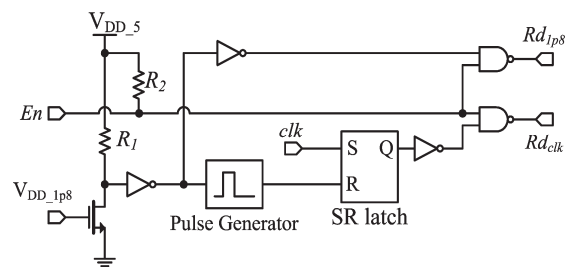 V_DD_5
Rd_1p8
R_2
En
R_1
clk
Rd_clk
S Q
R
V_DD_1p8
Pulse Generator
SR latch